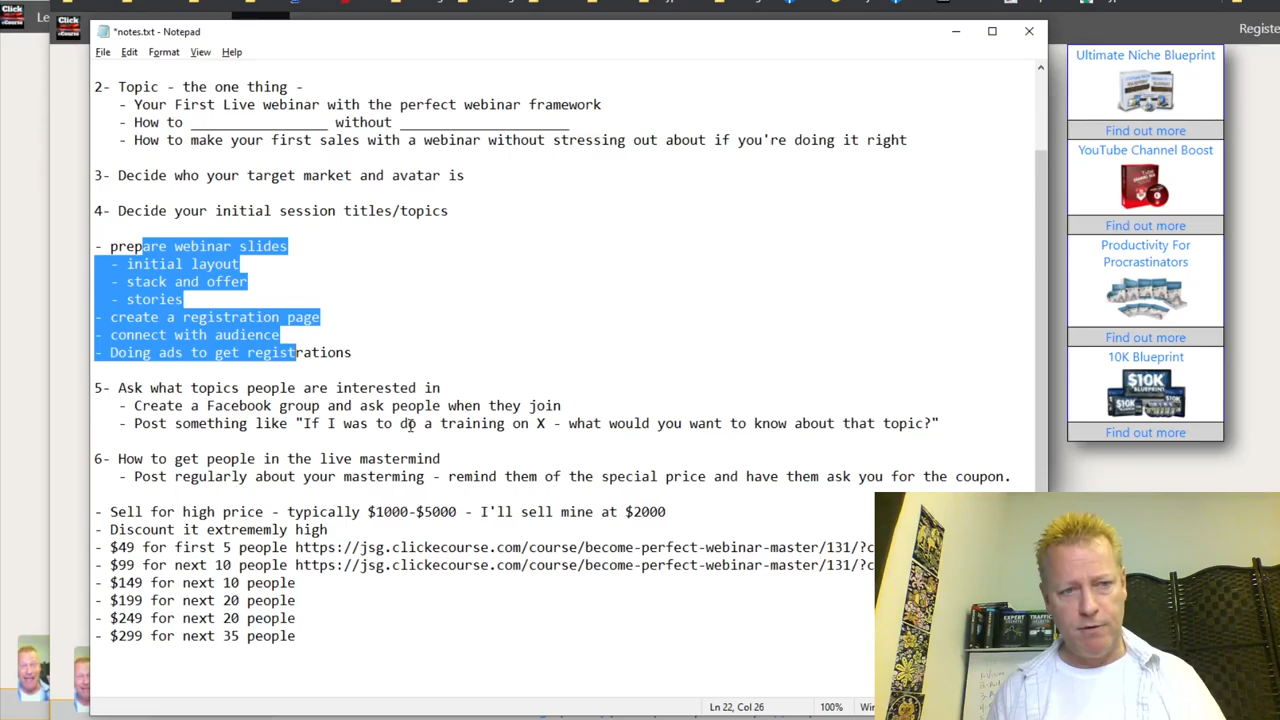 Click
eCourse
Le
Registe
*notes.txt - Notepad
File Edit Format View Help
2- Topic - the one thing -
- Your First Live webinar with the perfect webinar framework
- How to _________________ without _____________________
- How to make your first sales with a webinar without stressing out about if you're doing it right
3- Decide who your target market and avatar is
4- Decide your initial session titles/topics
- prepare webinar slides
- initial layout
- stack and offer
- stories
- create a registration page
- connect with audience
- Doing ads to get registrations
5- Ask what topics people are interested in
- Create a Facebook group and ask people when they join
- Post something like "If I was to do a training on X - what would you want to know about that topic?"
6- How to get people in the live mastermind
- Post regularly about your masterming - remind them of the special price and have them ask you for the coupon.
- Sell for high price - typically $1000-$5000 - I'll sell mine at $2000
- Discount it extrememly high
- $49 for first 5 people https://jsg.clickecourse.com/course/become-perfect-webinar-master/131/?c
- $99 for next 10 people https://jsg.clickecourse.com/course/become-perfect-webinar-master/131/?c
- $149 for next 10 people
- $199 for next 20 people
- $249 for next 20 people
- $299 for next 35 people
Ln 22, Col 26 100% Win
Ultimate Niche Blueprint
Find out more
YouTube Channel Boost
Find out more
Productivity For
Procrastinators
Find out more
10K Blueprint
$10K
Find out more
EXPERT
SECRETS
TRAFFIC
SECRETS